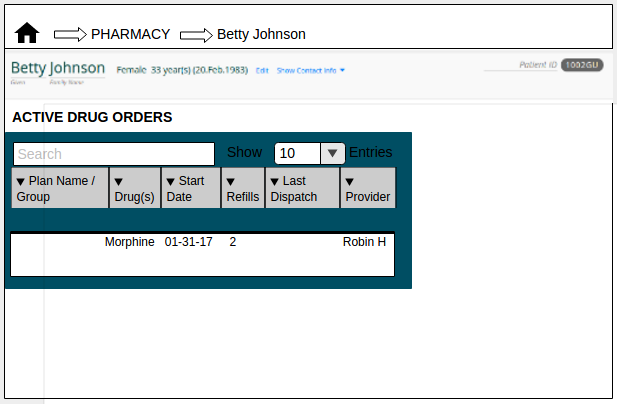 PHARMACY Betty Johnson
Betty Johnson Female 33 year(s) (20.Feb.1983) Edit Show Contact Info Patient ID 1002GU
Given Family Name
ACTIVE DRUG ORDERS
Search Show 10 Entries
Plan Name / Group Drug(s) Start Date Refills Last Dispatch Provider
Morphine 01-31-17 2 Robin H